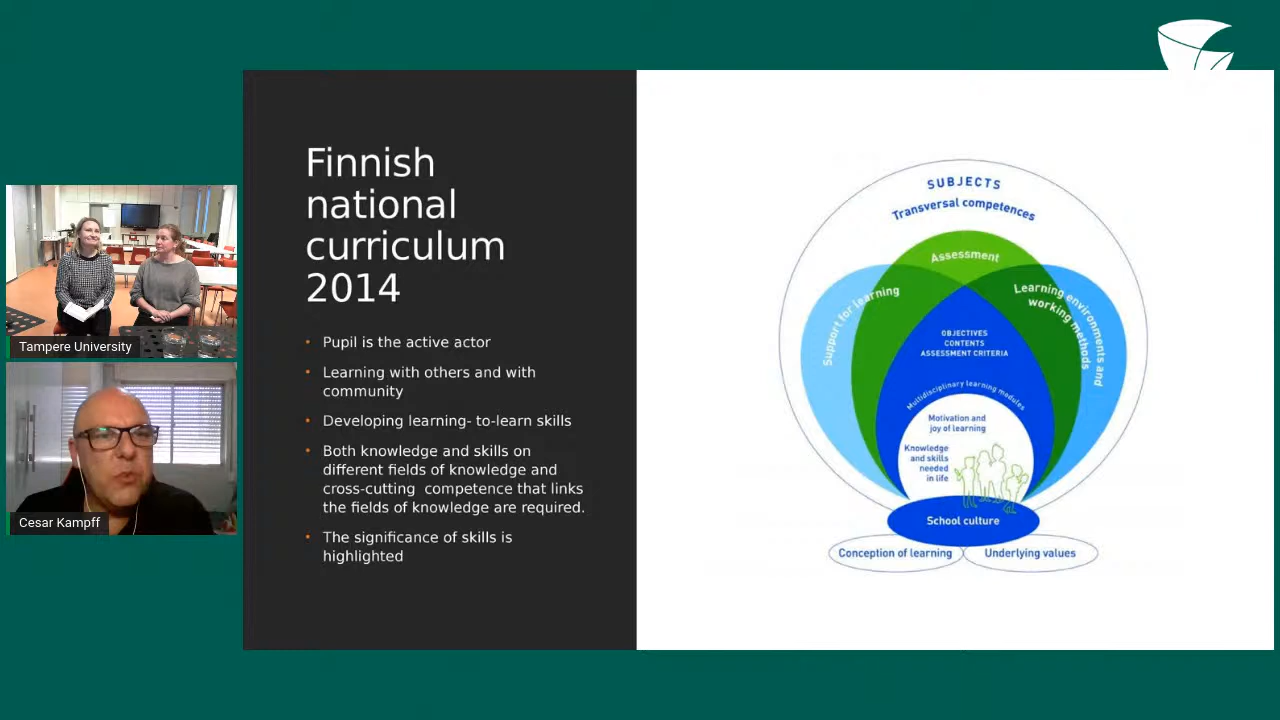 Finnish
national
curriculum
2014
• Pupil is the active actor
• Learning with others and with
community
• Developing learning- to-learn skills
• Both knowledge and skills on
different fields of knowledge and
cross-cutting competence that links
the fields of knowledge are required.
• The significance of skills is
highlighted
SUBJECTS
Transversal competences
Assessment
Support for learning
Learning environments and
working methods
OBJECTIVES
CONTENTS
ASSESSMENT CRITERIA
Multidisciplinary learning modules
Motivation and
joy of learning
Knowledge
and skills
needed
in life
School culture
Conception of learning
Underlying values
Tampere University
Cesar Kampff